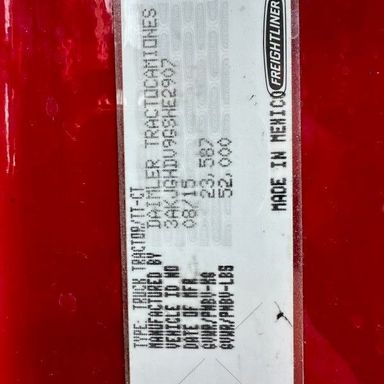 TYPE: TRUCK TRACTOR/TT-CT
MANUFACTURED BY DAIMLER TRACTOCAMIONES
VEHICLE ID NO 3AKJGHDV9GSHE2907
DATE OF MFR 08/15
GVWR/PNBV-KG 23,587
GVWR/PNBV-LBS 52,000
MADE IN MEXICO
FREIGHTLINER